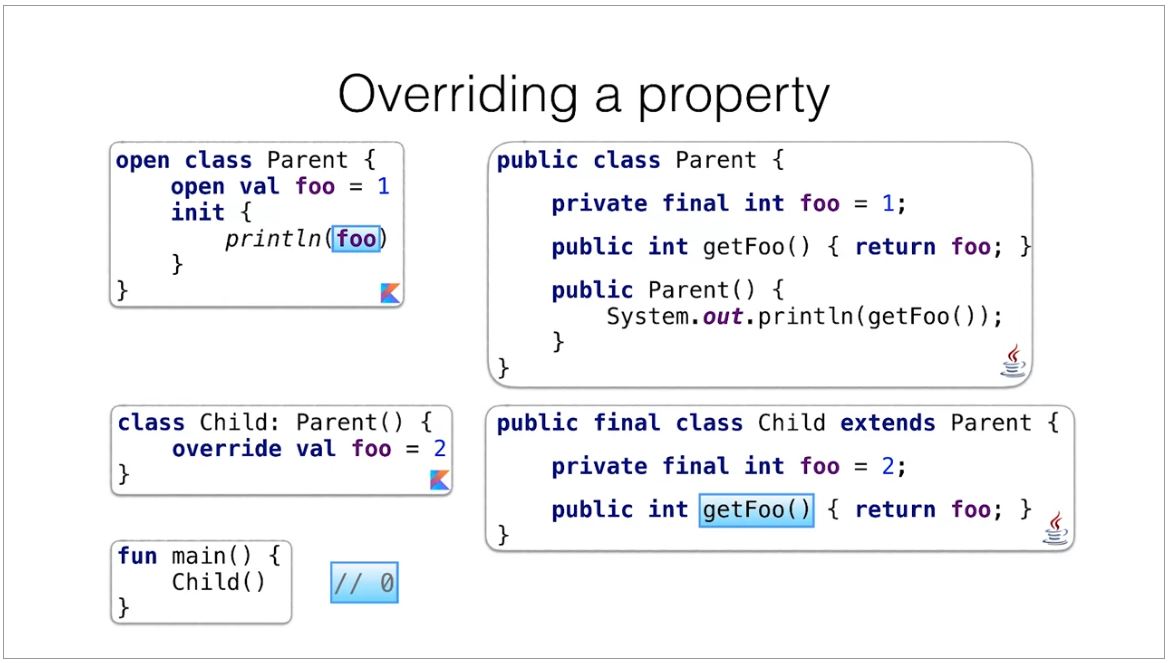 Overriding a property
open class Parent {
    open val foo = 1
    init {
        println(foo)
    }
}
public class Parent {
    private final int foo = 1;
    public int getFoo() { return foo; }
    public Parent() {
        System.out.println(getFoo());
    }
}
class Child: Parent() {
    override val foo = 2
}
public final class Child extends Parent {
    private final int foo = 2;
    public int getFoo() { return foo; }
}
fun main() {
    Child()
}
// 0